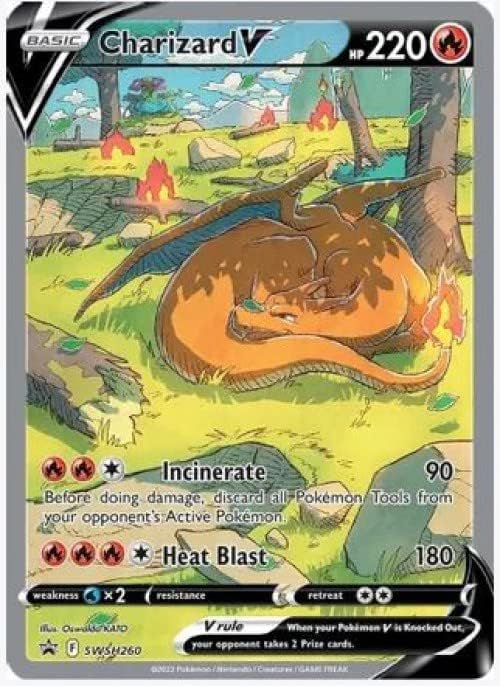 BASIC Charizard V HP 220
Incinerate 90
Before doing damage, discard all Pokémon Tools from
your opponent's Active Pokémon.
Heat Blast 180
weakness ×2 resistance retreat
Illus. Oswaldo KATO
V rule When your Pokémon V is Knocked Out,
your opponent takes 2 Prize cards.
F SWSH260
©2022 Pokémon / Nintendo / Creatures / GAME FREAK